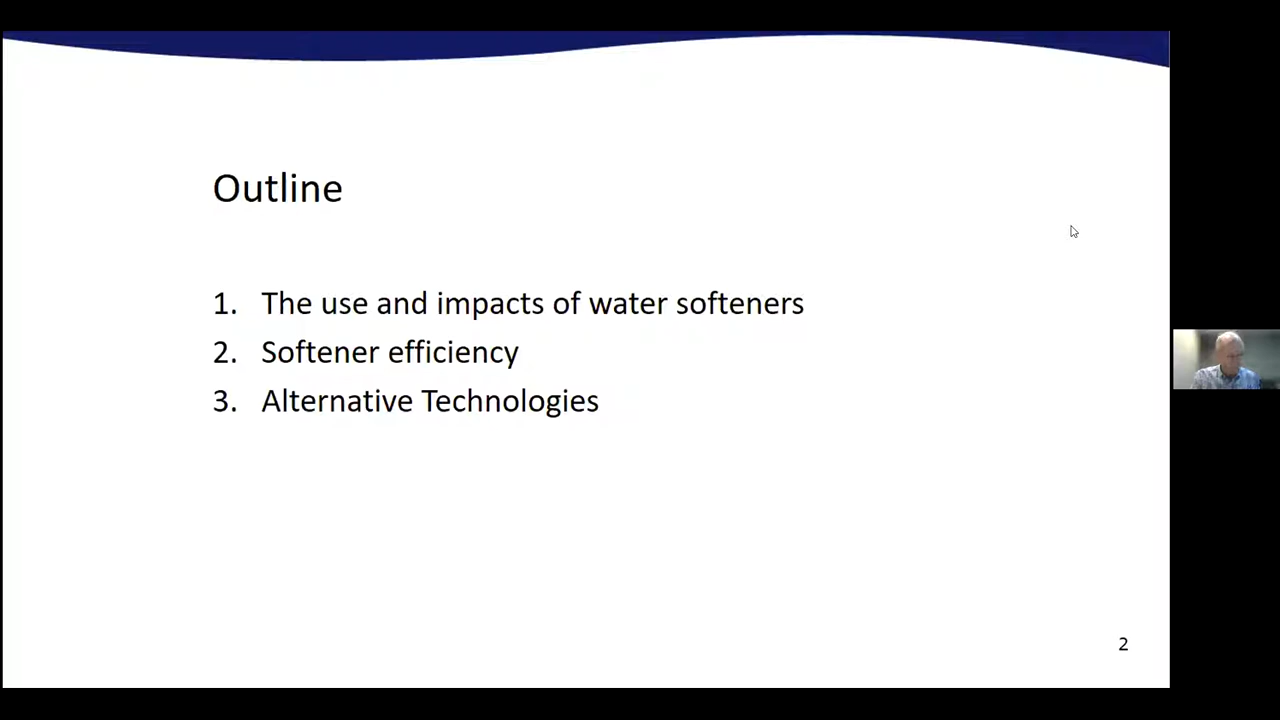 Outline
1. The use and impacts of water softeners
2. Softener efficiency
3. Alternative Technologies
2